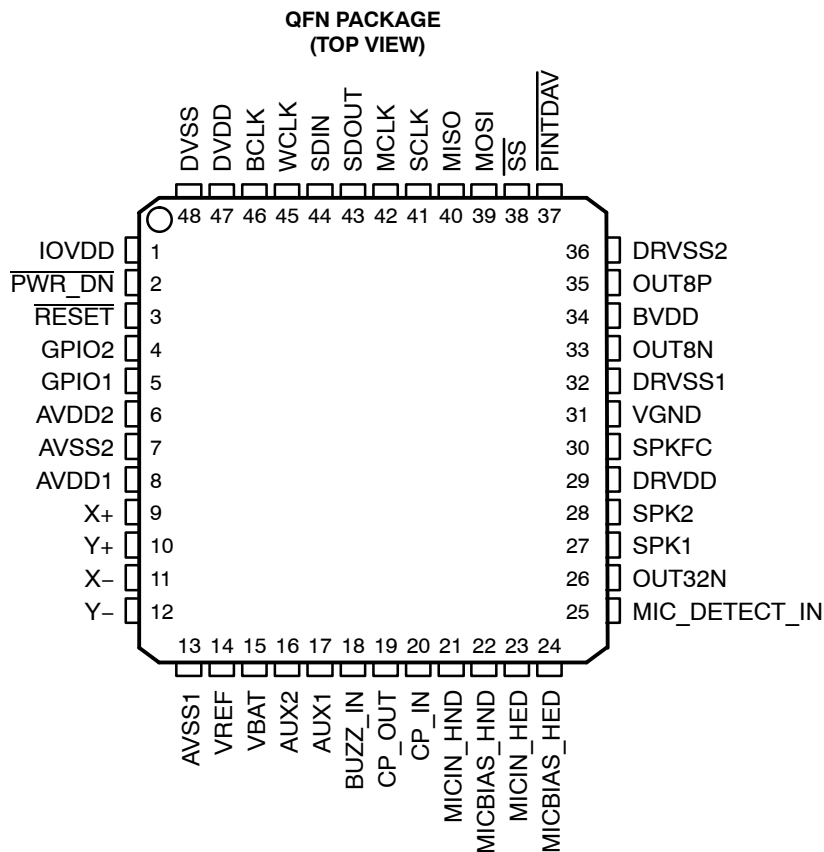 QFN PACKAGE
(TOP VIEW)
DVSS
DVDD
BCLK
WCLK
SDIN
SDOUT
MCLK
SCLK
MISO
MOSI
SS
PINTDAV
48 47 46 45 44 43 42 41 40 39 38 37
IOVDD 1
PWR_DN 2
RESET 3
GPIO2 4
GPIO1 5
AVDD2 6
AVSS2 7
AVDD1 8
X+ 9
Y+ 10
X− 11
Y− 12
36 DRVSS2
35 OUT8P
34 BVDD
33 OUT8N
32 DRVSS1
31 VGND
30 SPKFC
29 DRVDD
28 SPK2
27 SPK1
26 OUT32N
25 MIC_DETECT_IN
13 14 15 16 17 18 19 20 21 22 23 24
AVSS1
VREF
VBAT
AUX2
AUX1
BUZZ_IN
CP_OUT
CP_IN
MICIN_HND
MICBIAS_HND
MICIN_HED
MICBIAS_HED